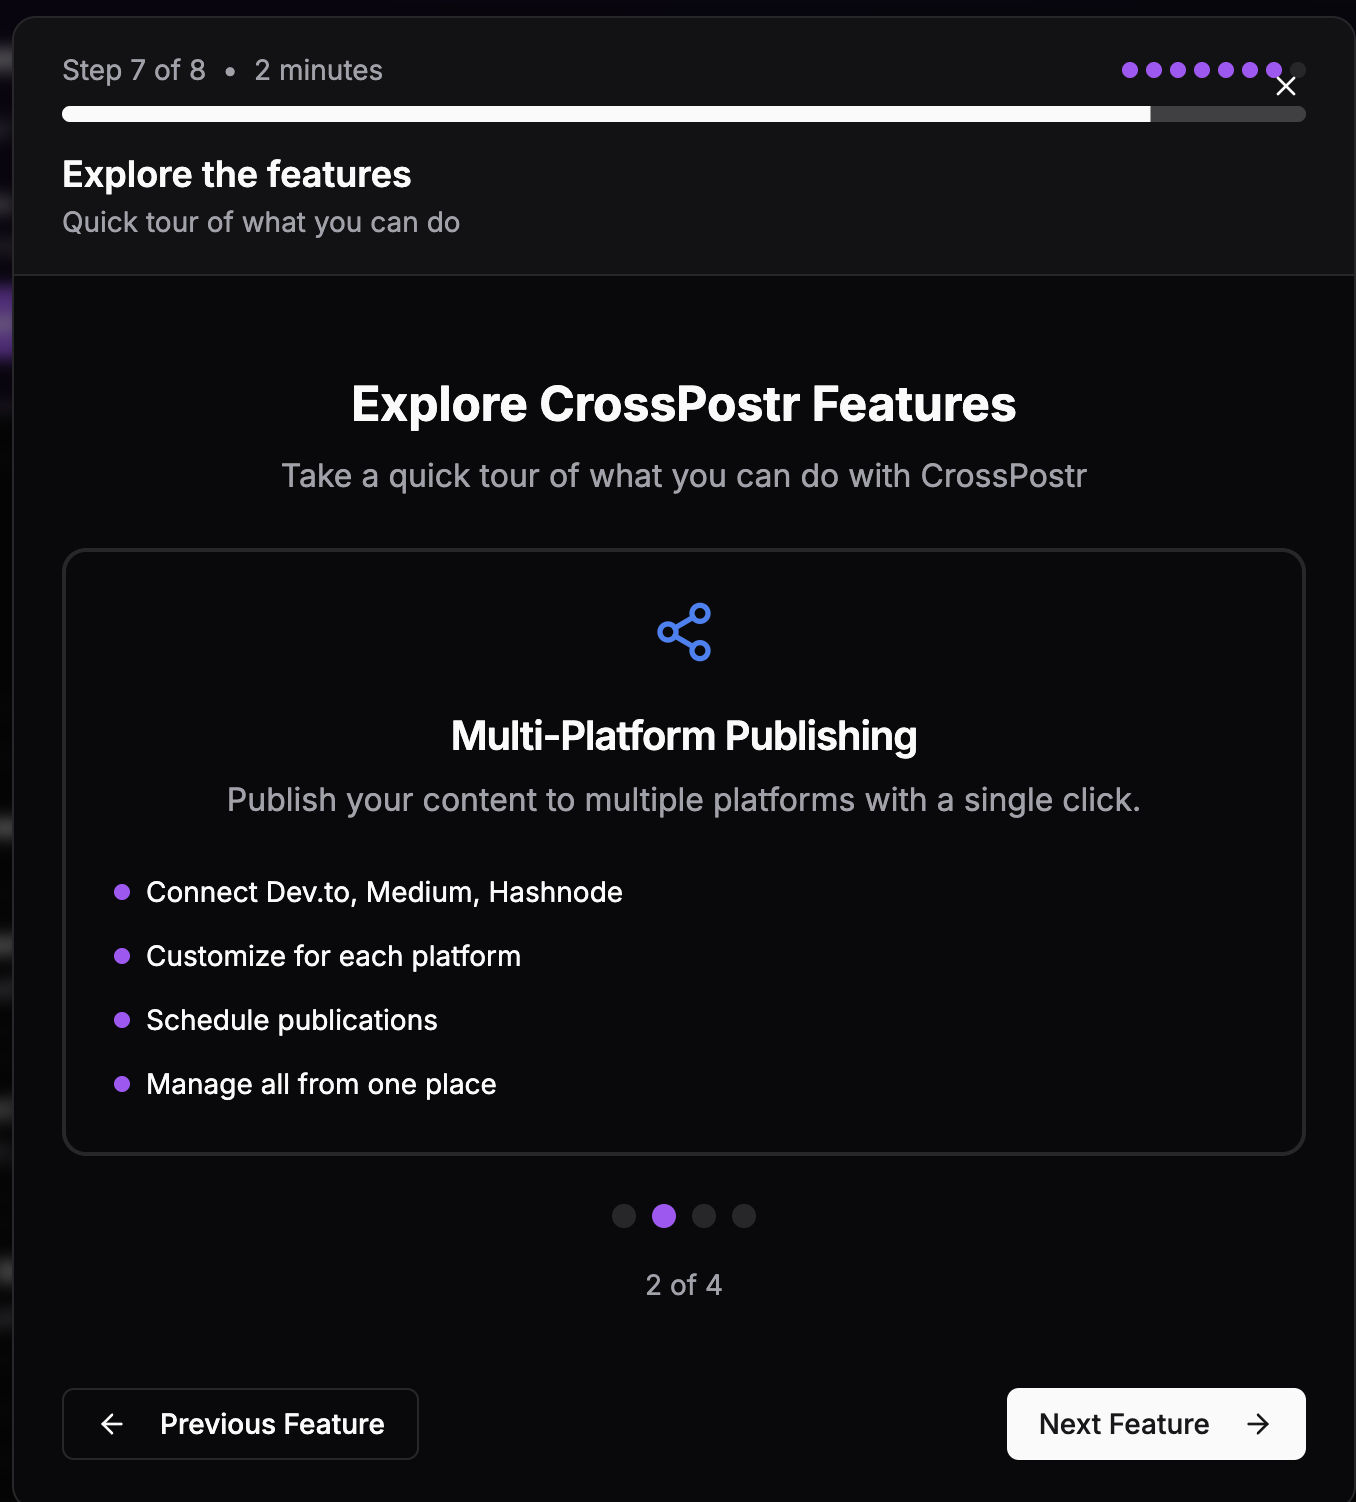 Step 7 of 8 • 2 minutes
Explore the features
Quick tour of what you can do
Explore CrossPostr Features
Take a quick tour of what you can do with CrossPostr
Multi-Platform Publishing
Publish your content to multiple platforms with a single click.
Connect Dev.to, Medium, Hashnode
Customize for each platform
Schedule publications
Manage all from one place
2 of 4
Previous Feature
Next Feature